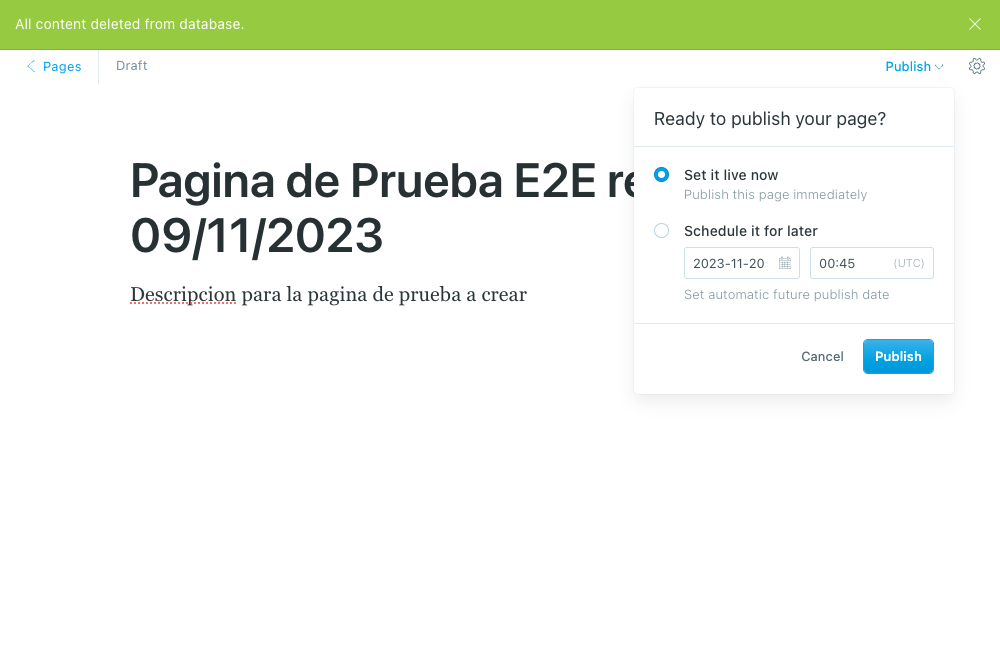 All content deleted from database.
Pages
Draft
Publish
Ready to publish your page?
Pagina de Prueba E2E
09/11/2023
Descripcion para la pagina de prueba a crear
Set it live now
Publish this page immediately
Schedule it for later
2023-11-20
00:45
(UTC)
Set automatic future publish date
Cancel
Publish